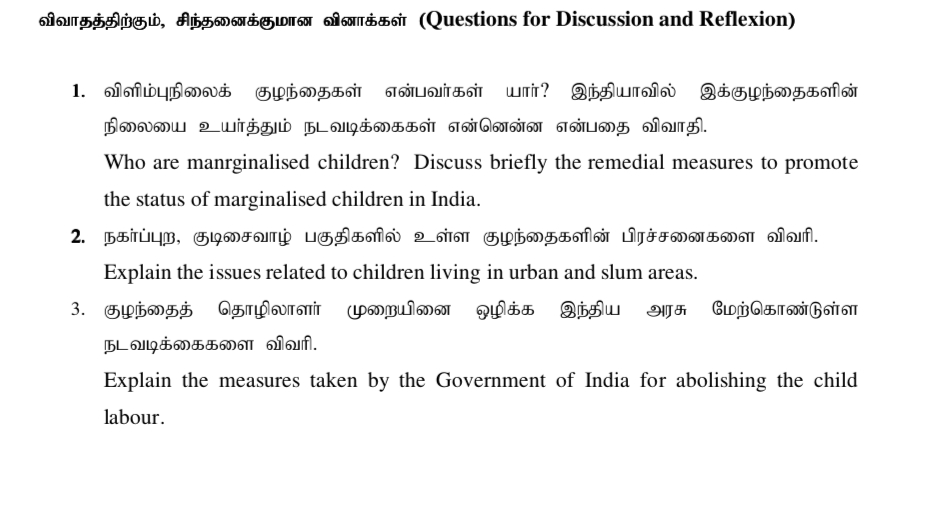 விவாதத்திற்கும், சிந்தனைக்குமான வினாக்கள் (Questions for Discussion and Reflexion)
1. விளிம்புநிலைக் குழந்தைகள் என்பவர்கள் யார்? இந்தியாவில் இக்குழந்தைகளின்
நிலையை உயர்த்தும் நடவடிக்கைகள் என்னென்ன என்பதை விவாதி.
Who are manrginalised children? Discuss briefly the remedial measures to promote
the status of marginalised children in India.
2. நகர்ப்புற, குடிசைவாழ் பகுதிகளில் உள்ள குழந்தைகளின் பிரச்சனைகளை விவரி.
Explain the issues related to children living in urban and slum areas.
3. குழந்தைத் தொழிலாளர் முறையினை ஒழிக்க இந்திய அரசு மேற்கொண்டுள்ள
நடவடிக்கைகளை விவரி.
Explain the measures taken by the Government of India for abolishing the child
labour.